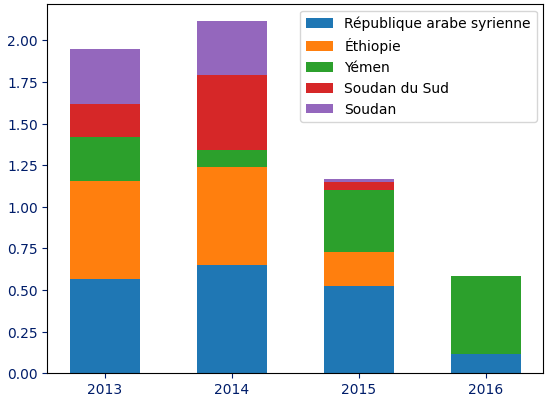 République arabe syrienne
Éthiopie
Yémen
Soudan du Sud
Soudan
2.00
1.75
1.50
1.25
1.00
0.75
0.50
0.25
0.00
2013 2014 2015 2016